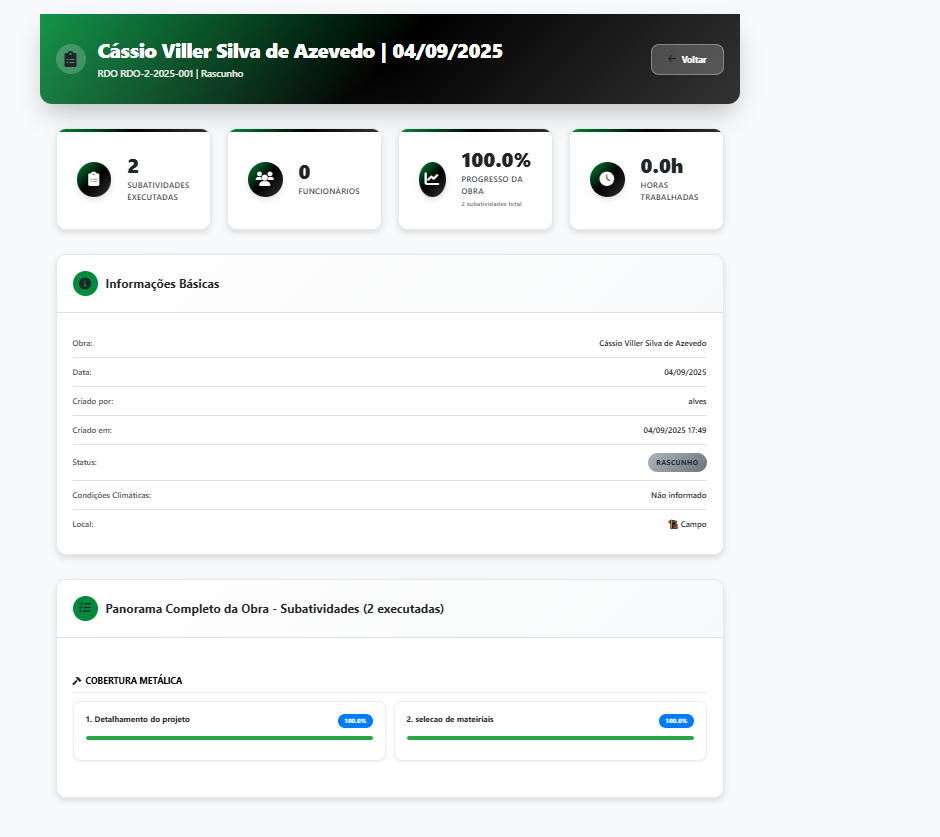 Cássio Viller Silva de Azevedo | 04/09/2025
RDO RDO-2-2025-001 | Rascunho
← Voltar
2
SUBATIVIDADES
EXECUTADAS
0
FUNCIONÁRIOS
100.0%
PROGRESSO DA
OBRA
2 subatividades total
0.0h
HORAS
TRABALHADAS
Informações Básicas
Obra: Cássio Viller Silva de Azevedo
Data: 04/09/2025
Criado por: alves
Criado em: 04/09/2025 17:49
Status: RASCUNHO
Condições Climáticas: Não informado
Local: Campo
Panorama Completo da Obra - Subatividades (2 executadas)
COBERTURA METÁLICA
1. Detalhamento do projeto 100.0%
2. selecao de mateiriais 100.0%